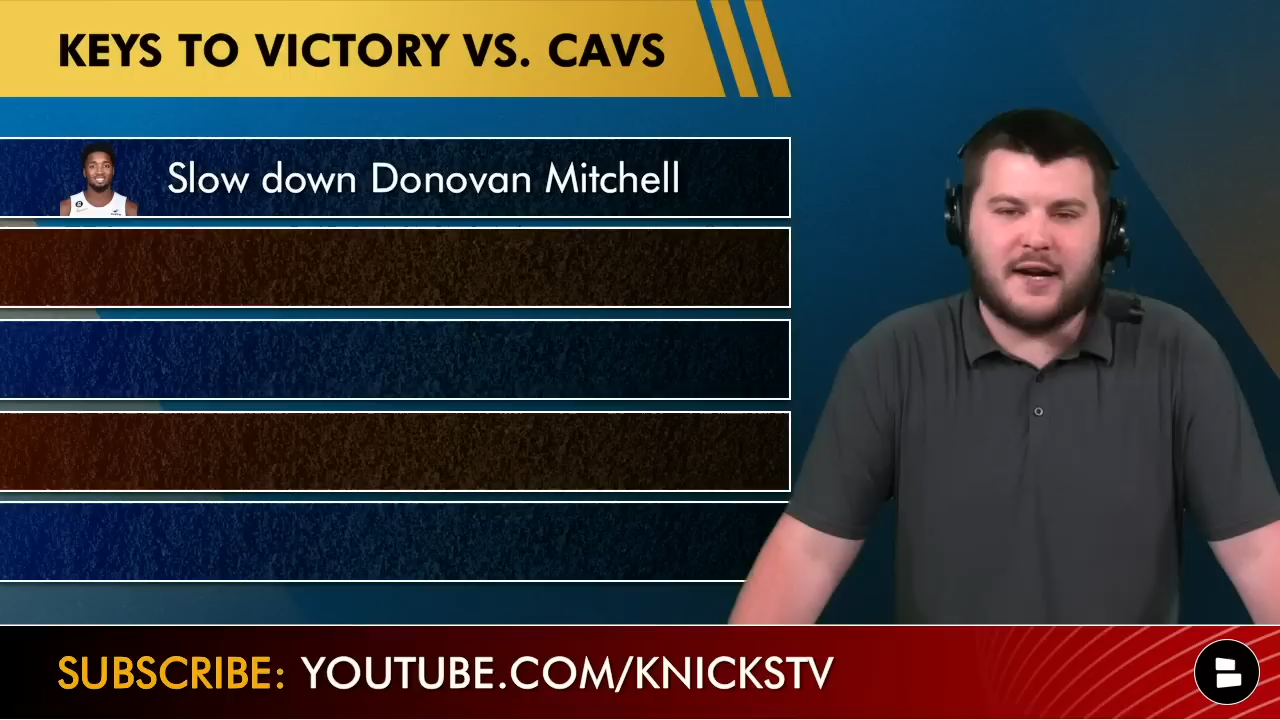 KEYS TO VICTORY VS. CAVS
Slow down Donovan Mitchell
SUBSCRIBE: YOUTUBE.COM/KNICKSTV